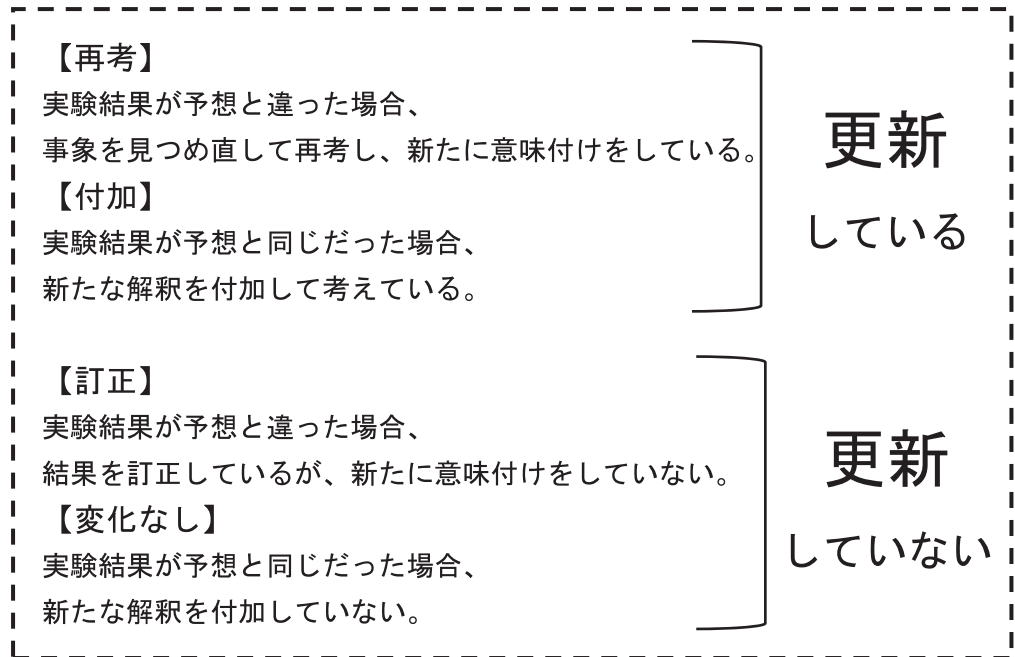 【再考】
実験結果が予想と違った場合、
事象を見つめ直して再考し、新たに意味付けをしている。
【付加】
実験結果が予想と同じだった場合、
新たな解釈を付加して考えている。
更新
している
【訂正】
実験結果が予想と違った場合、
結果を訂正しているが、新たに意味付けをしていない。
【変化なし】
実験結果が予想と同じだった場合、
新たな解釈を付加していない。
更新
していない